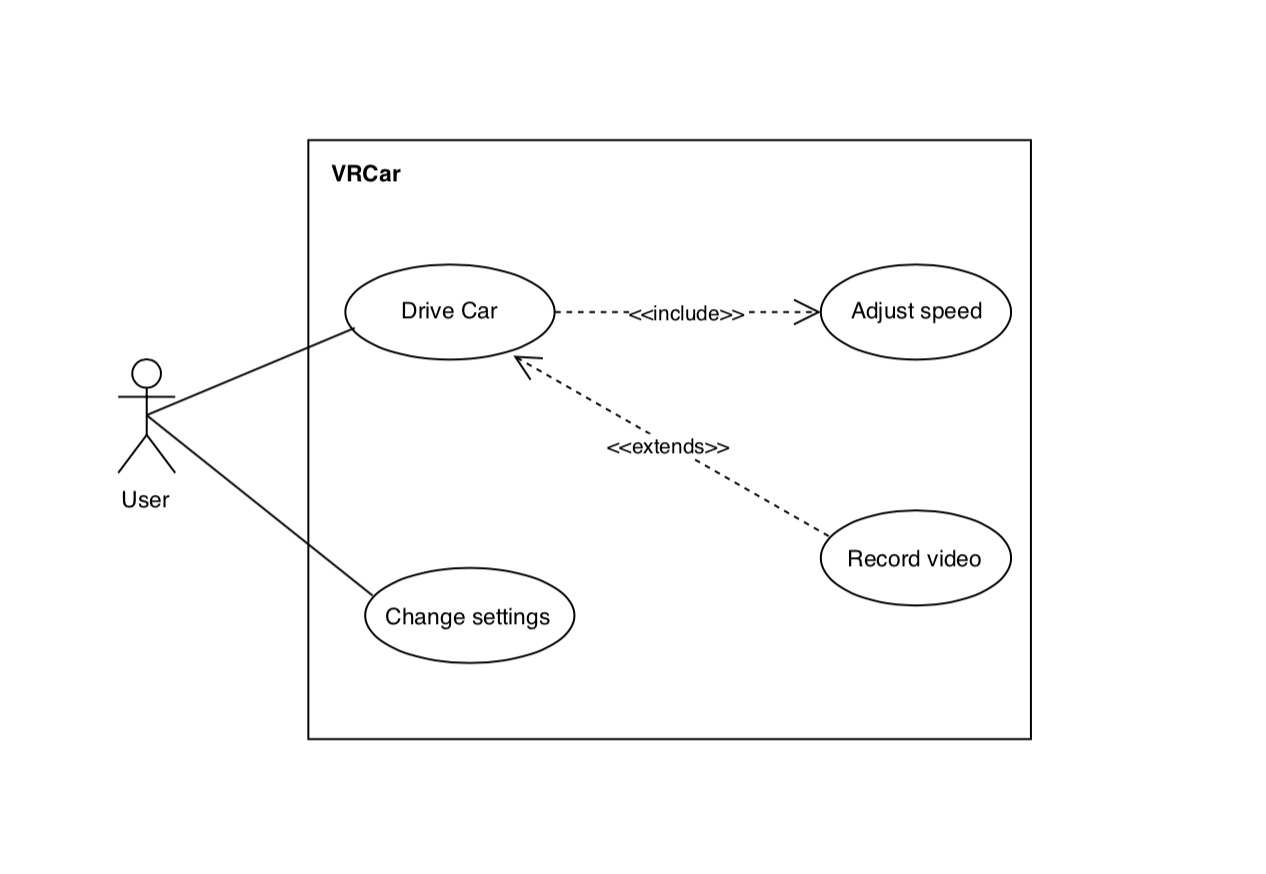 VRCar
Drive Car
<<include>>
Adjust speed
<<extends>>
User
Record video
Change settings